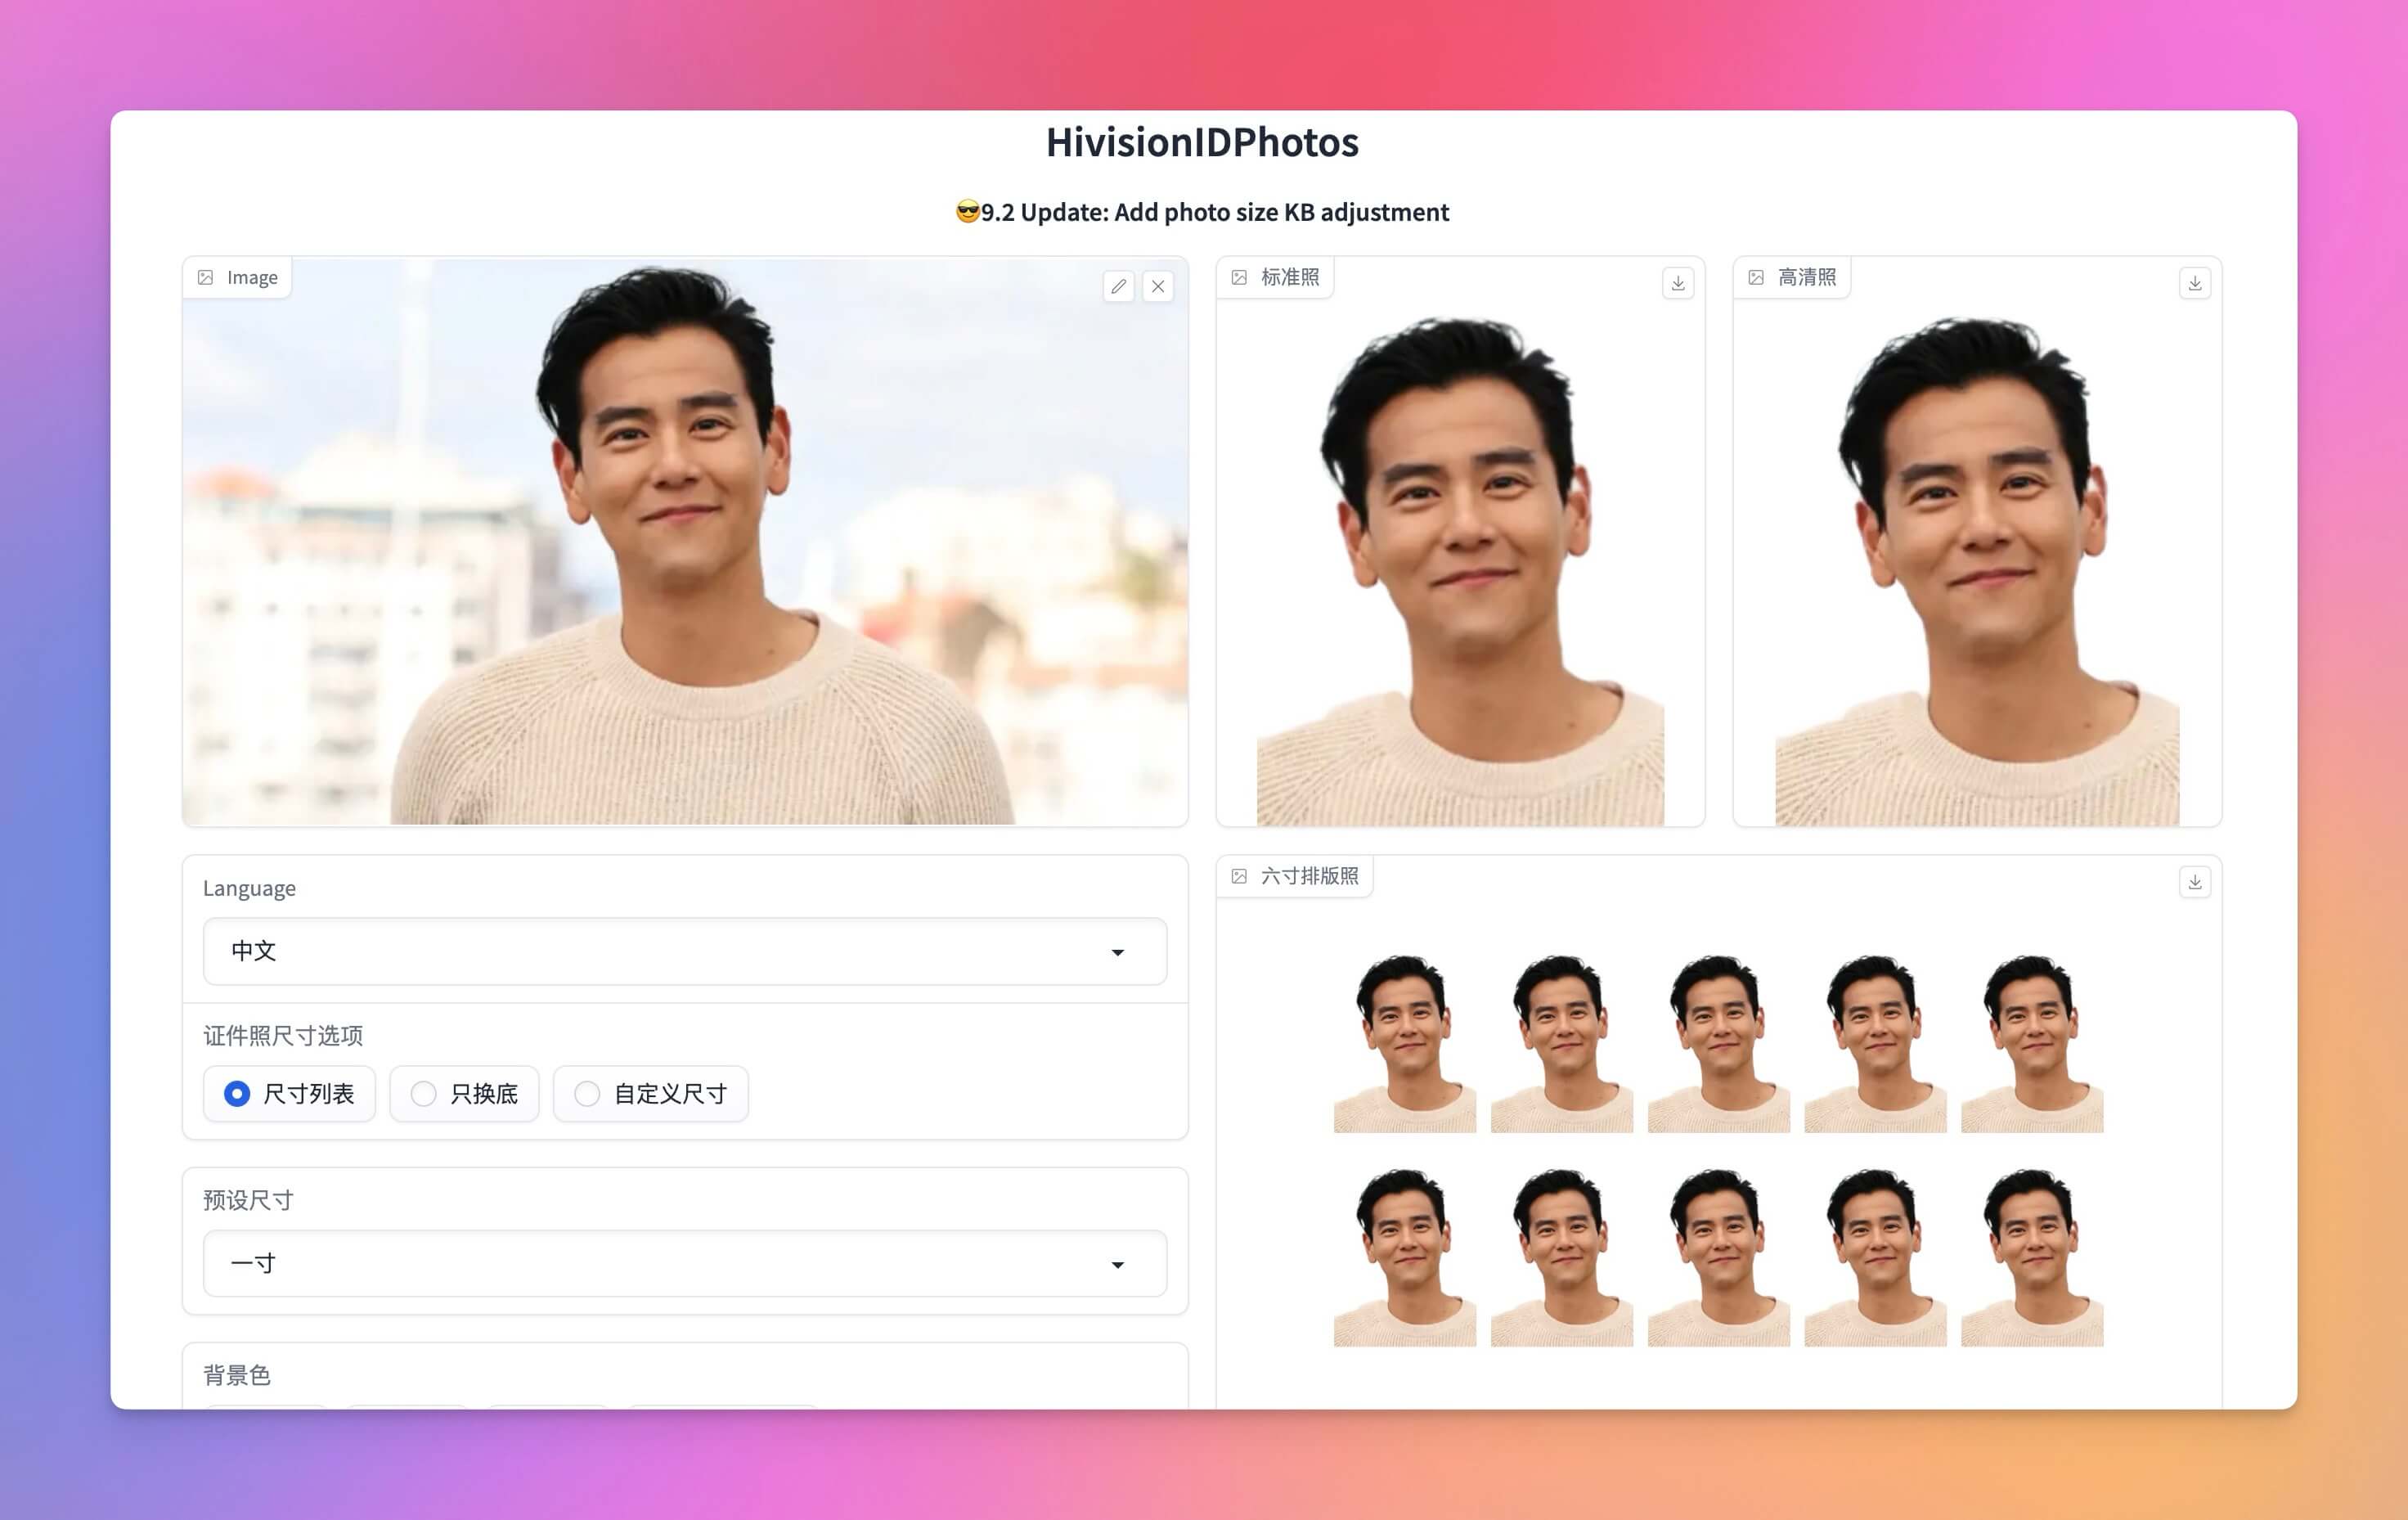 HivisionIDPhotos
😎9.2 Update: Add photo size KB adjustment
Image
标准照
高清照
Language
中文
证件照尺寸选项
尺寸列表
只换底
自定义尺寸
预设尺寸
一寸
背景色
六寸排版照